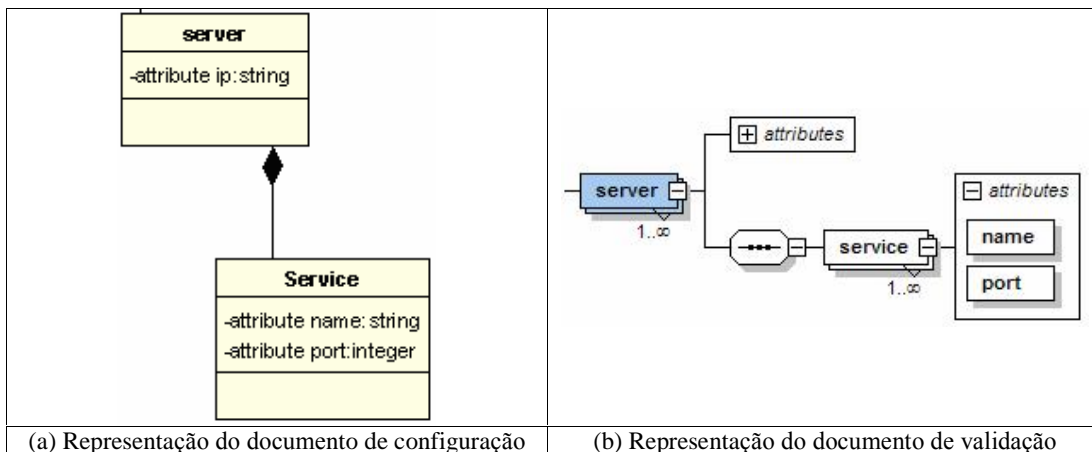 server
-attribute ip:string
Service
-attribute name: string
-attribute port:integer
(a) Representação do documento de configuração
attributes
server
1..∞
service
1..∞
attributes
name
port
(b) Representação do documento de validação